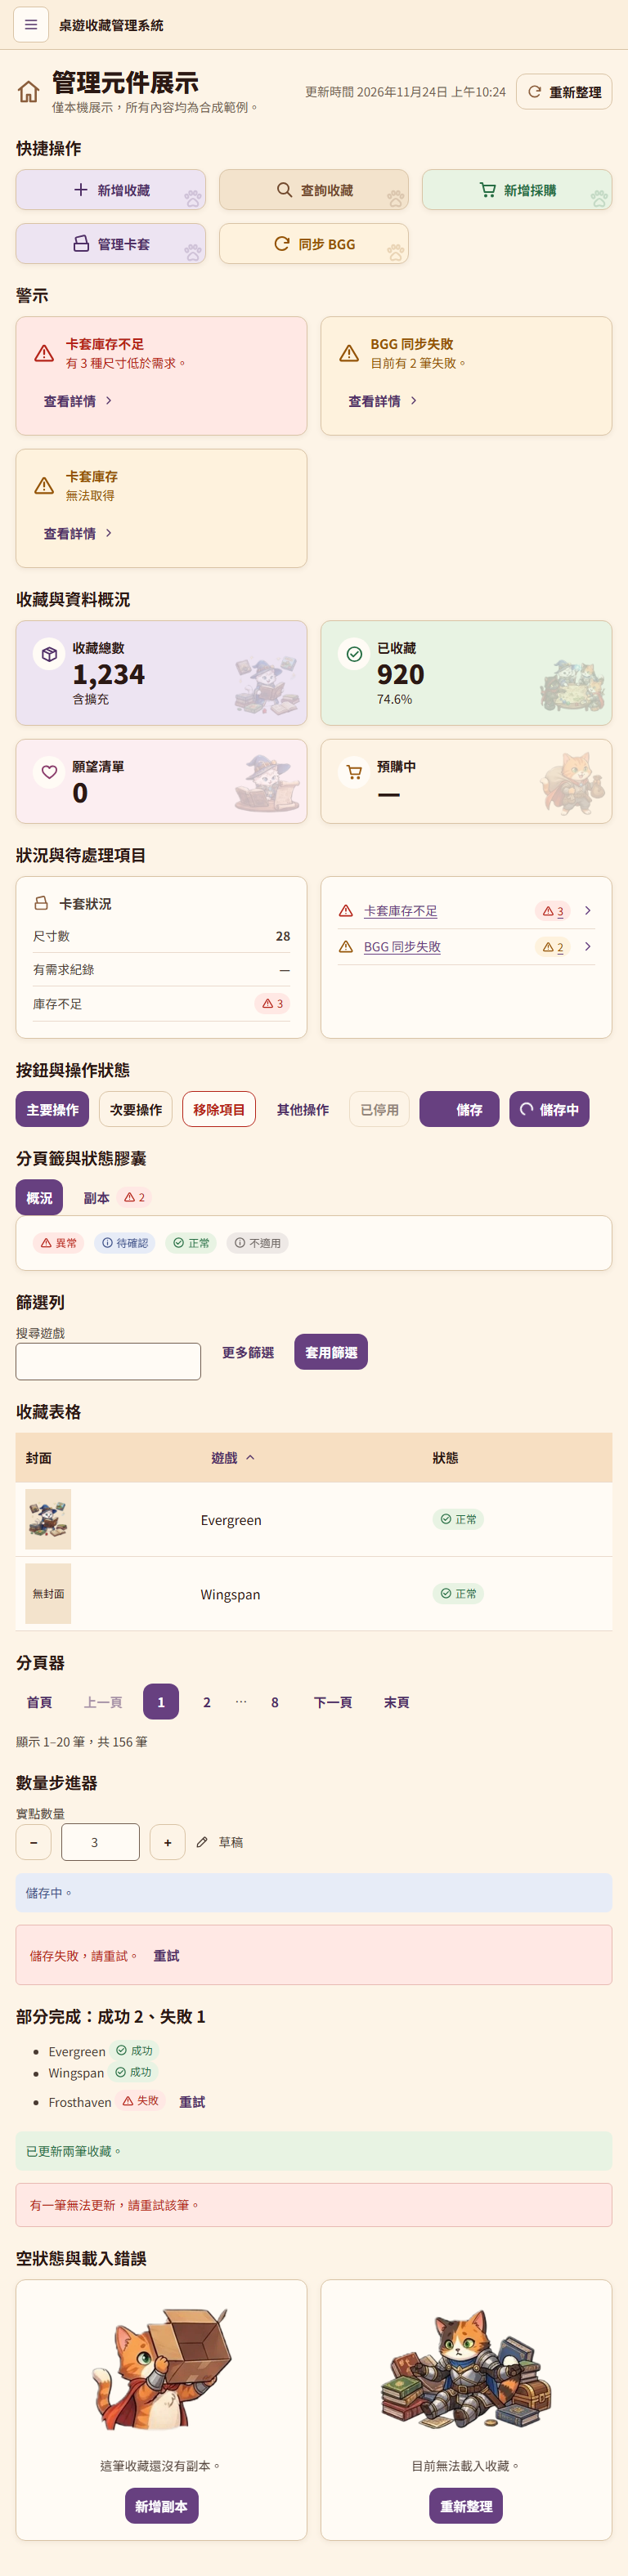 桌遊收藏管理系統
管理元件展示
僅本機展示，所有內容均為合成範例。
更新時間 2026年11月24日 上午10:24
重新整理
快捷操作
新增收藏
查詢收藏
新增採購
管理卡套
同步 BGG
警示
卡套庫存不足
有 3 種尺寸低於需求。
查看詳情
BGG 同步失敗
目前有 2 筆失敗。
查看詳情
卡套庫存
無法取得
查看詳情
收藏與資料概況
收藏總數
1,234
含擴充
已收藏
920
74.6%
願望清單
0
預購中
—
狀況與待處理項目
卡套狀況
尺寸數 28
有需求紀錄 —
庫存不足 3
卡套庫存不足 3
BGG 同步失敗 2
按鈕與操作狀態
主要操作 次要操作 移除項目 其他操作 已停用 儲存 儲存中
分頁籤與狀態膠囊
概況 副本 2
異常 待確認 正常 不適用
篩選列
搜尋遊戲
更多篩選 套用篩選
收藏表格
封面 遊戲 狀態
Evergreen 正常
無封面 Wingspan 正常
分頁器
首頁 上一頁 1 2 … 8 下一頁 末頁
顯示 1–20 筆，共 156 筆
數量步進器
實點數量
− 3 + 草稿
儲存中。
儲存失敗，請重試。 重試
部分完成：成功 2、失敗 1
• Evergreen 成功
• Wingspan 成功
• Frosthaven 失敗 重試
已更新兩筆收藏。
有一筆無法更新，請重試該筆。
空狀態與載入錯誤
這筆收藏還沒有副本。
新增副本
目前無法載入收藏。
重新整理